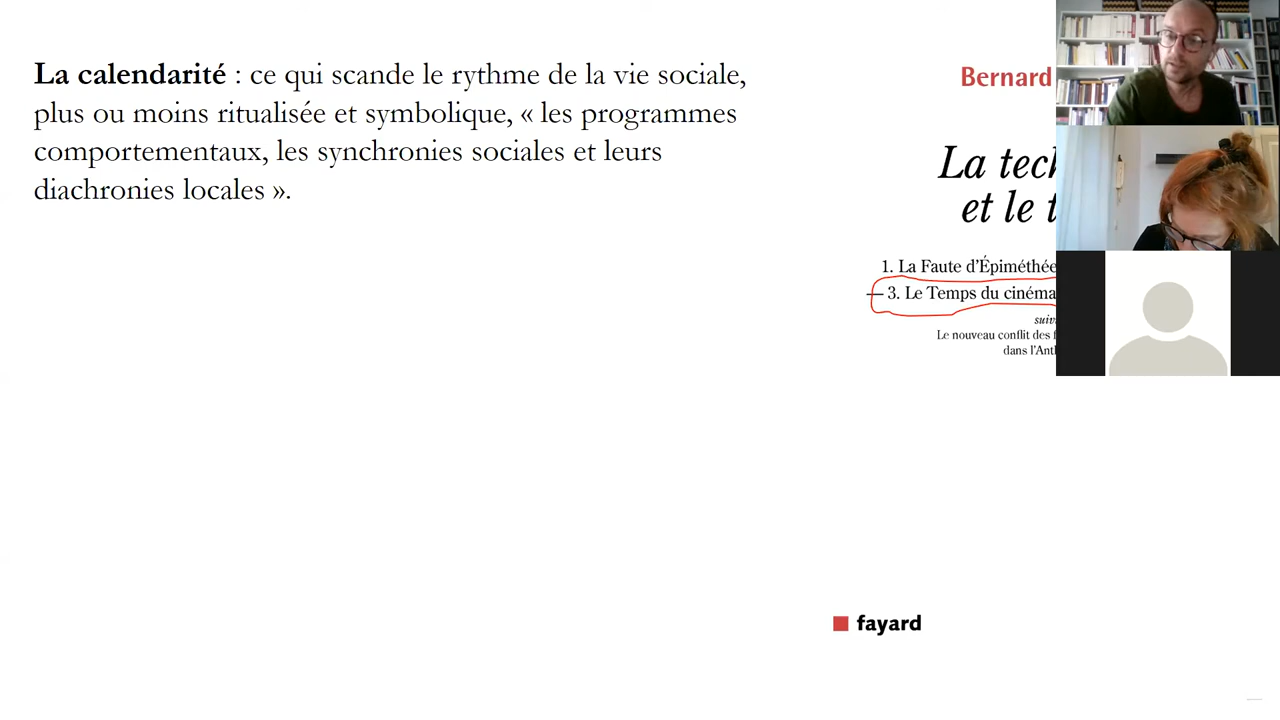 La calendarité : ce qui scande le rythme de la vie sociale,
plus ou moins ritualisée et symbolique, « les programmes
comportementaux, les synchronies sociales et leurs
diachronies locales ».
Bernard
La tech
et le t
1. La Faute d'Épiméthée
3. Le Temps du cinéma
suiv
Le nouveau conflit des f
dans l'Ant
fayard